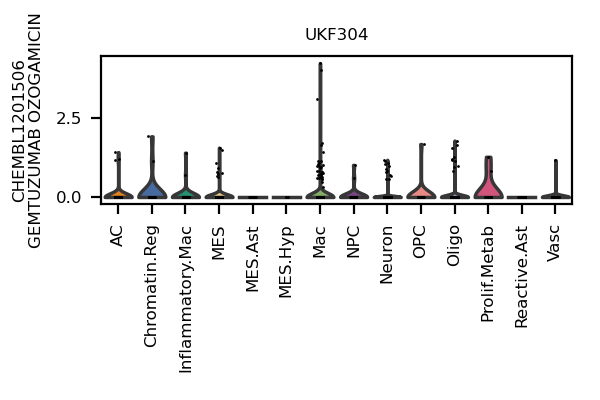 UKF304
CHEMBL1201506
GEMTUZUMAB OZOGAMICIN
2.5
0.0
AC
Chromatin.Reg
Inflammatory.Mac
MES
MES.Ast
MES.Hyp
Mac
NPC
Neuron
OPC
Oligo
Prolif.Metab
Reactive.Ast
Vasc